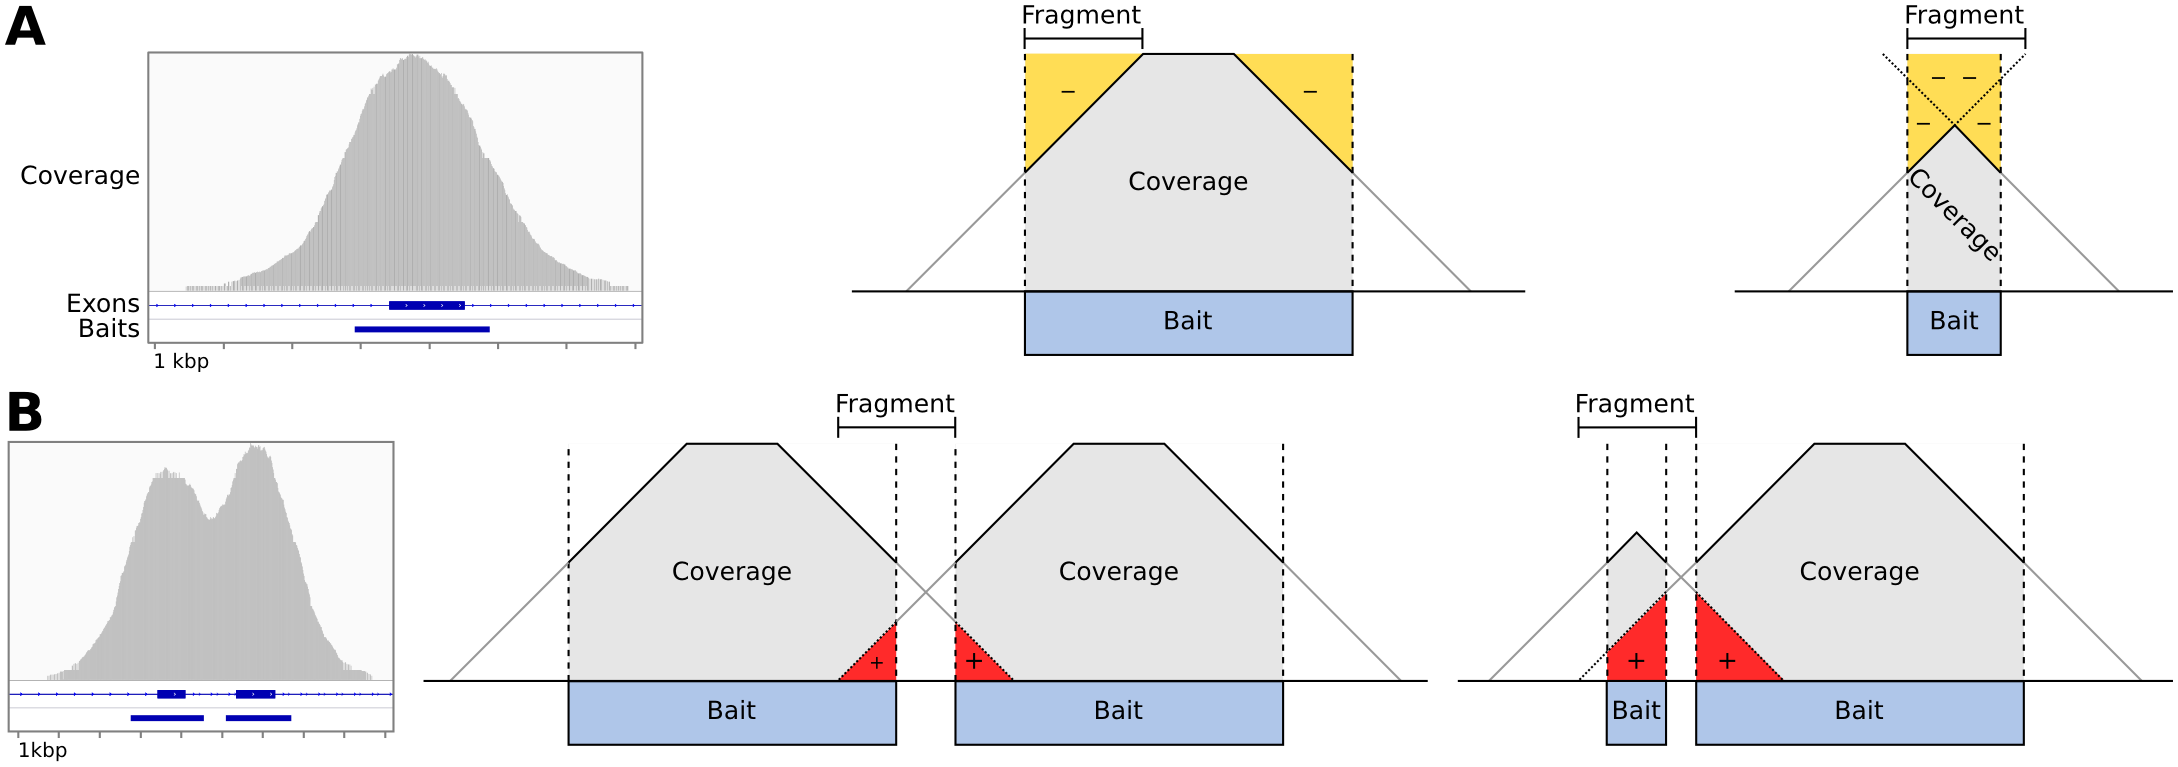 A
Fragment
Fragment
− −
− −
− −
Coverage
Coverage
Coverage
Exons
Baits
Bait
Bait
1 kbp
B
Fragment
Fragment
Coverage
Coverage
Coverage
+ + + +
Bait
Bait
Bait
Bait
1kbp